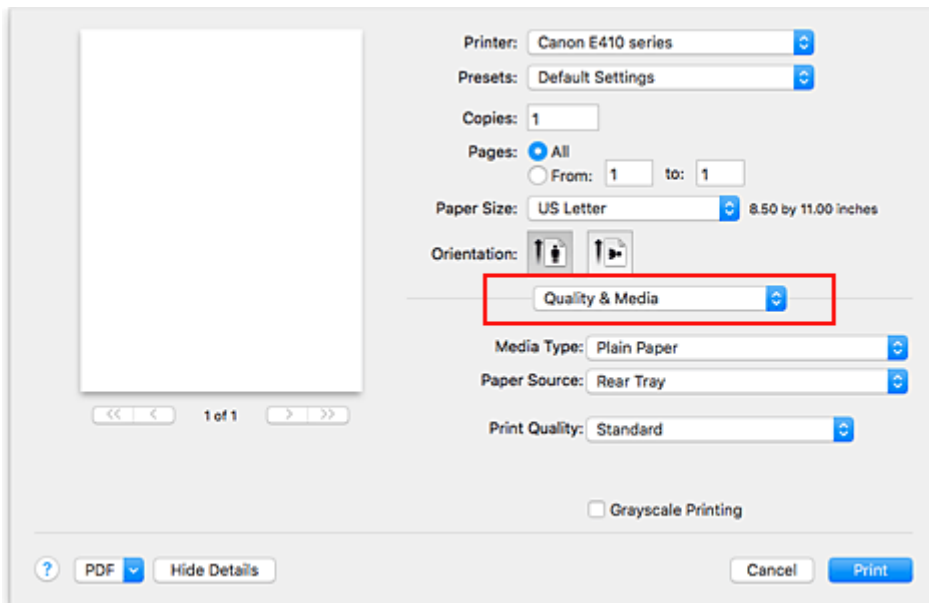 Printer: Canon E410 series
Presets: Default Settings
Copies: 1
Pages: All
From: 1 to: 1
Paper Size: US Letter 8.50 by 11.00 inches
Orientation:
Quality & Media
Media Type: Plain Paper
Paper Source: Rear Tray
<< < 1 of 1 > >>
Print Quality: Standard
Grayscale Printing
? PDF Hide Details Cancel Print